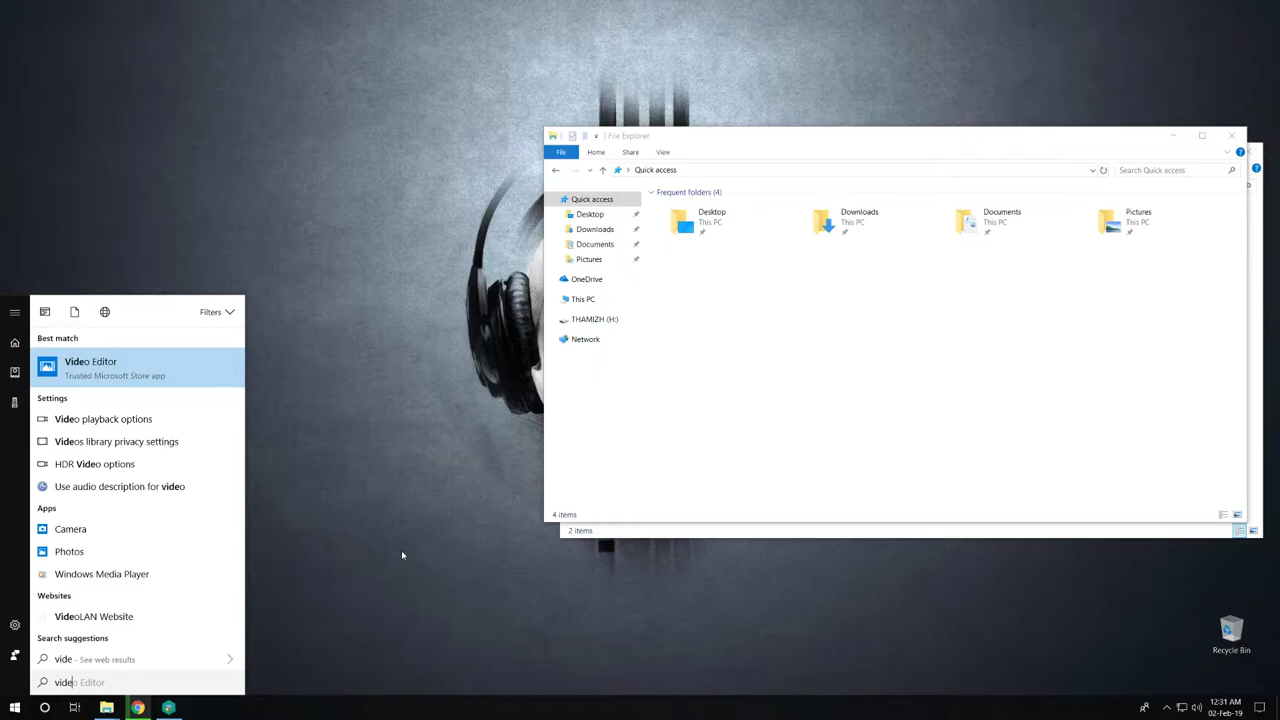 File Explorer
File Home Share View
Quick access
Search Quick access
Quick access
Desktop
Downloads
Documents
Pictures
OneDrive
This PC
THAMIZH (H:)
Network
Frequent folders (4)
Desktop
This PC
Downloads
This PC
Documents
This PC
Pictures
This PC
4 items
2 items
Filters
Best match
Video Editor
Trusted Microsoft Store app
Settings
Video playback options
Videos library privacy settings
HDR Video options
Use audio description for video
Apps
Camera
Photos
Windows Media Player
Websites
VideoLAN Website
Search suggestions
vide - See web results
video Editor
Recycle Bin
12:31 AM
02-Feb-19